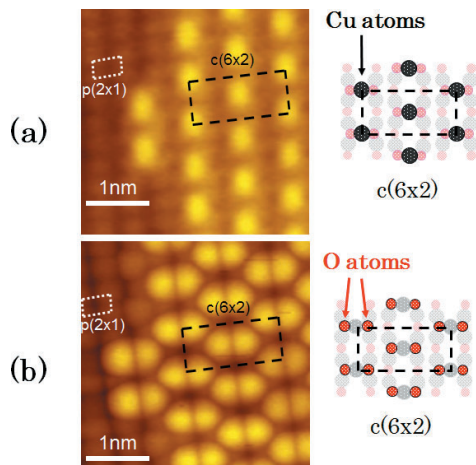 (a)
p(2x1)
c(6x2)
1nm
Cu atoms
c(6x2)
(b)
p(2x1)
c(6x2)
1nm
O atoms
c(6x2)